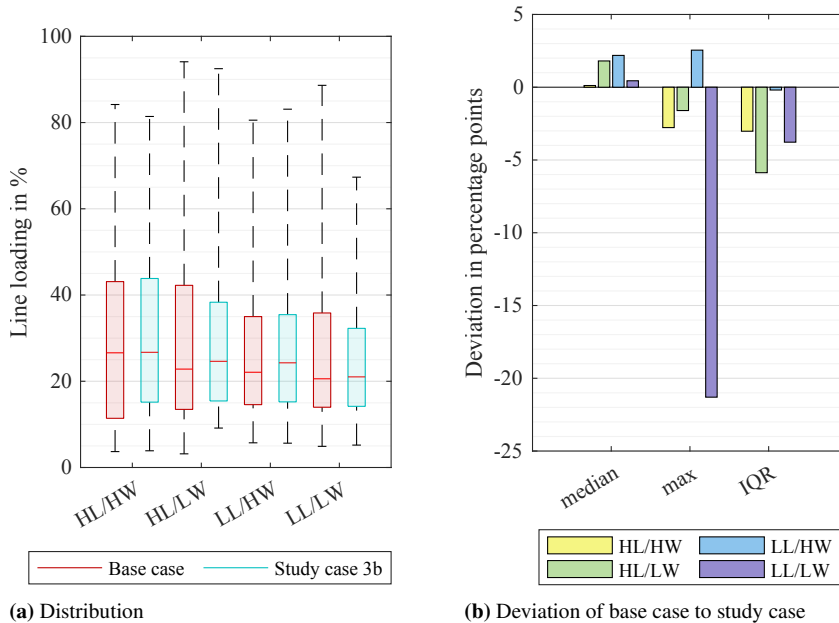 Line loading in %
100
80
60
40
20
0
HL/HW
HL/LW
LL/HW
LL/LW
Base case
Study case 3b
(a) Distribution
Deviation in percentage points
5
0
-5
-10
-15
-20
-25
median
max
IQR
HL/HW
LL/HW
HL/LW
LL/LW
(b) Deviation of base case to study case